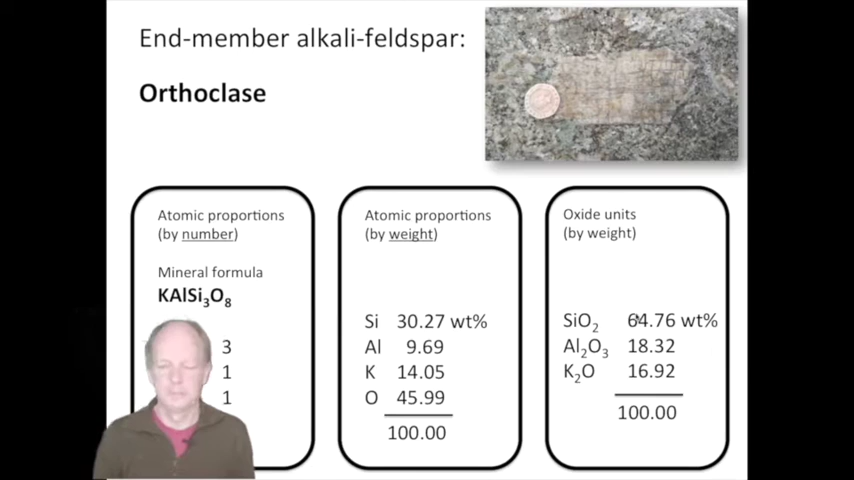 End-member alkali-feldspar:
Orthoclase
Atomic proportions
(by number)
Mineral formula
KAlSi₃O₈
3
1
1
Atomic proportions
(by weight)
Si 30.27 wt%
Al 9.69
K 14.05
O 45.99
100.00
Oxide units
(by weight)
SiO₂ 64.76 wt%
Al₂O₃ 18.32
K₂O 16.92
100.00